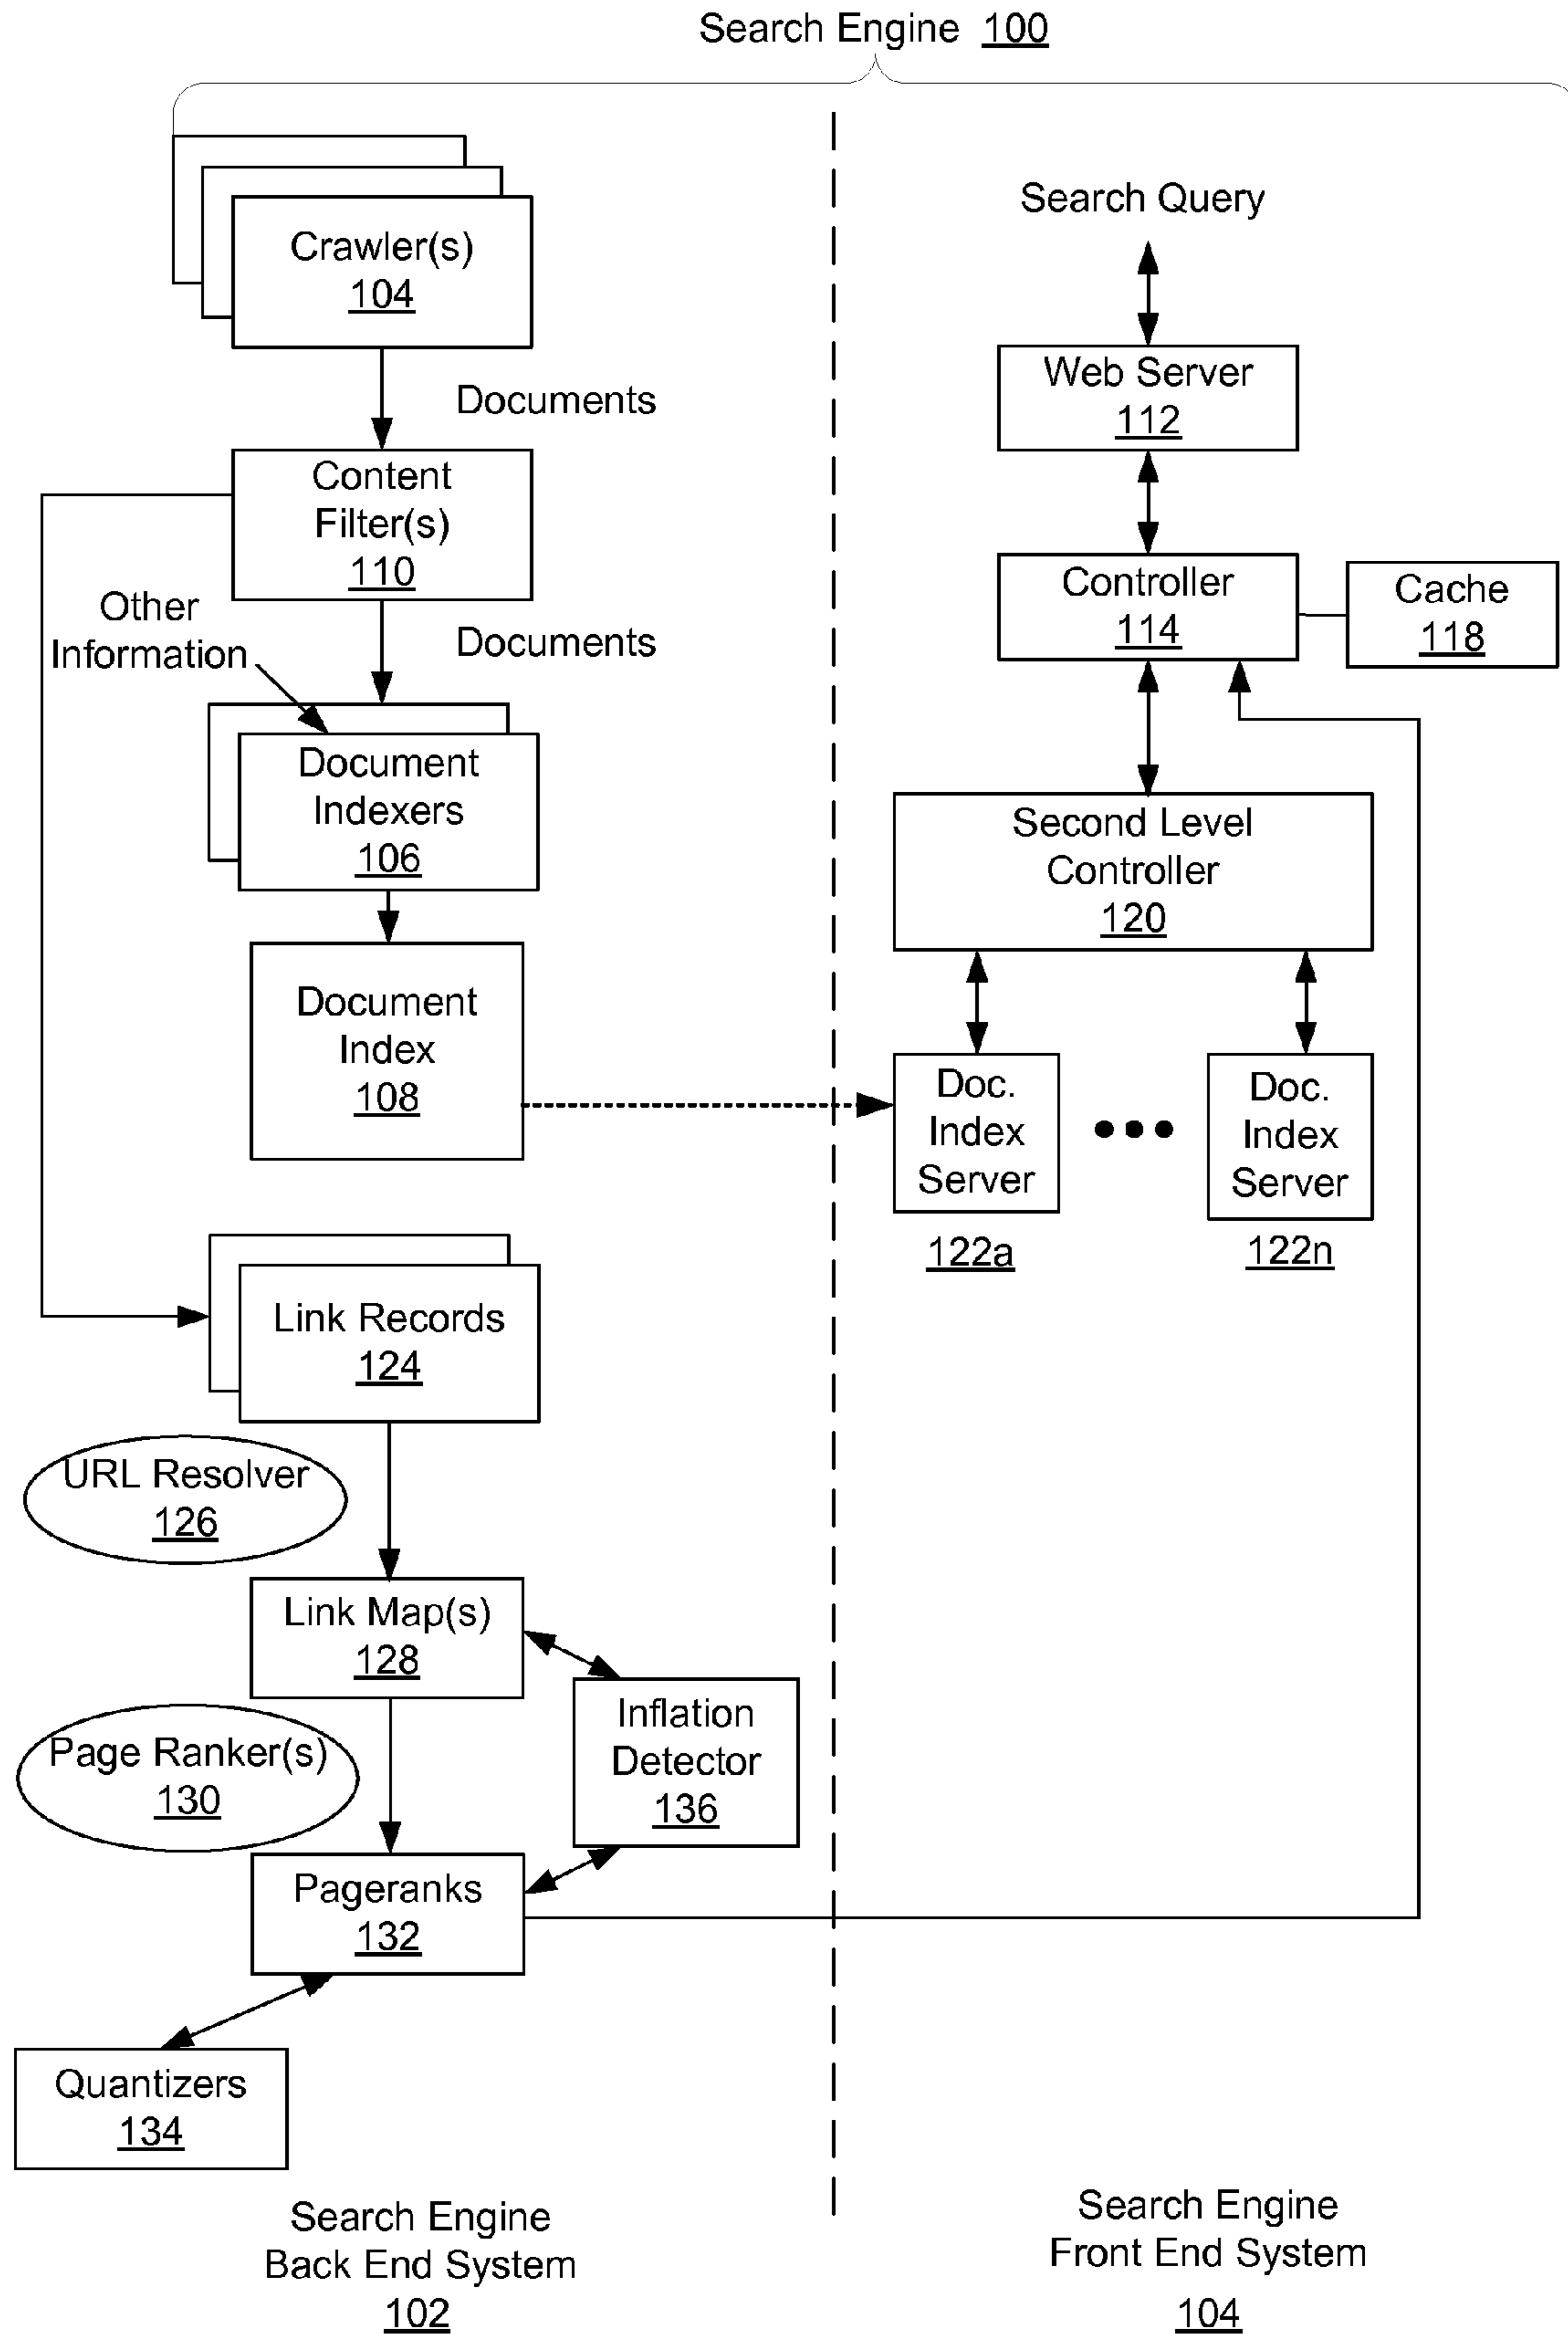 Search Engine 100
Crawler(s)
104
Documents
Content
Filter(s)
110
Other
Information
Documents
Document
Indexers
106
Document
Index
108
Link Records
124
URL Resolver
126
Link Map(s)
128
Inflation
Detector
136
Page Ranker(s)
130
Pageranks
132
Quantizers
134
Search Engine
Back End System
102
Search Query
Web Server
112
Controller
114
Cache
118
Second Level
Controller
120
Doc.
Index
Server
122a
Doc.
Index
Server
122n
Search Engine
Front End System
104